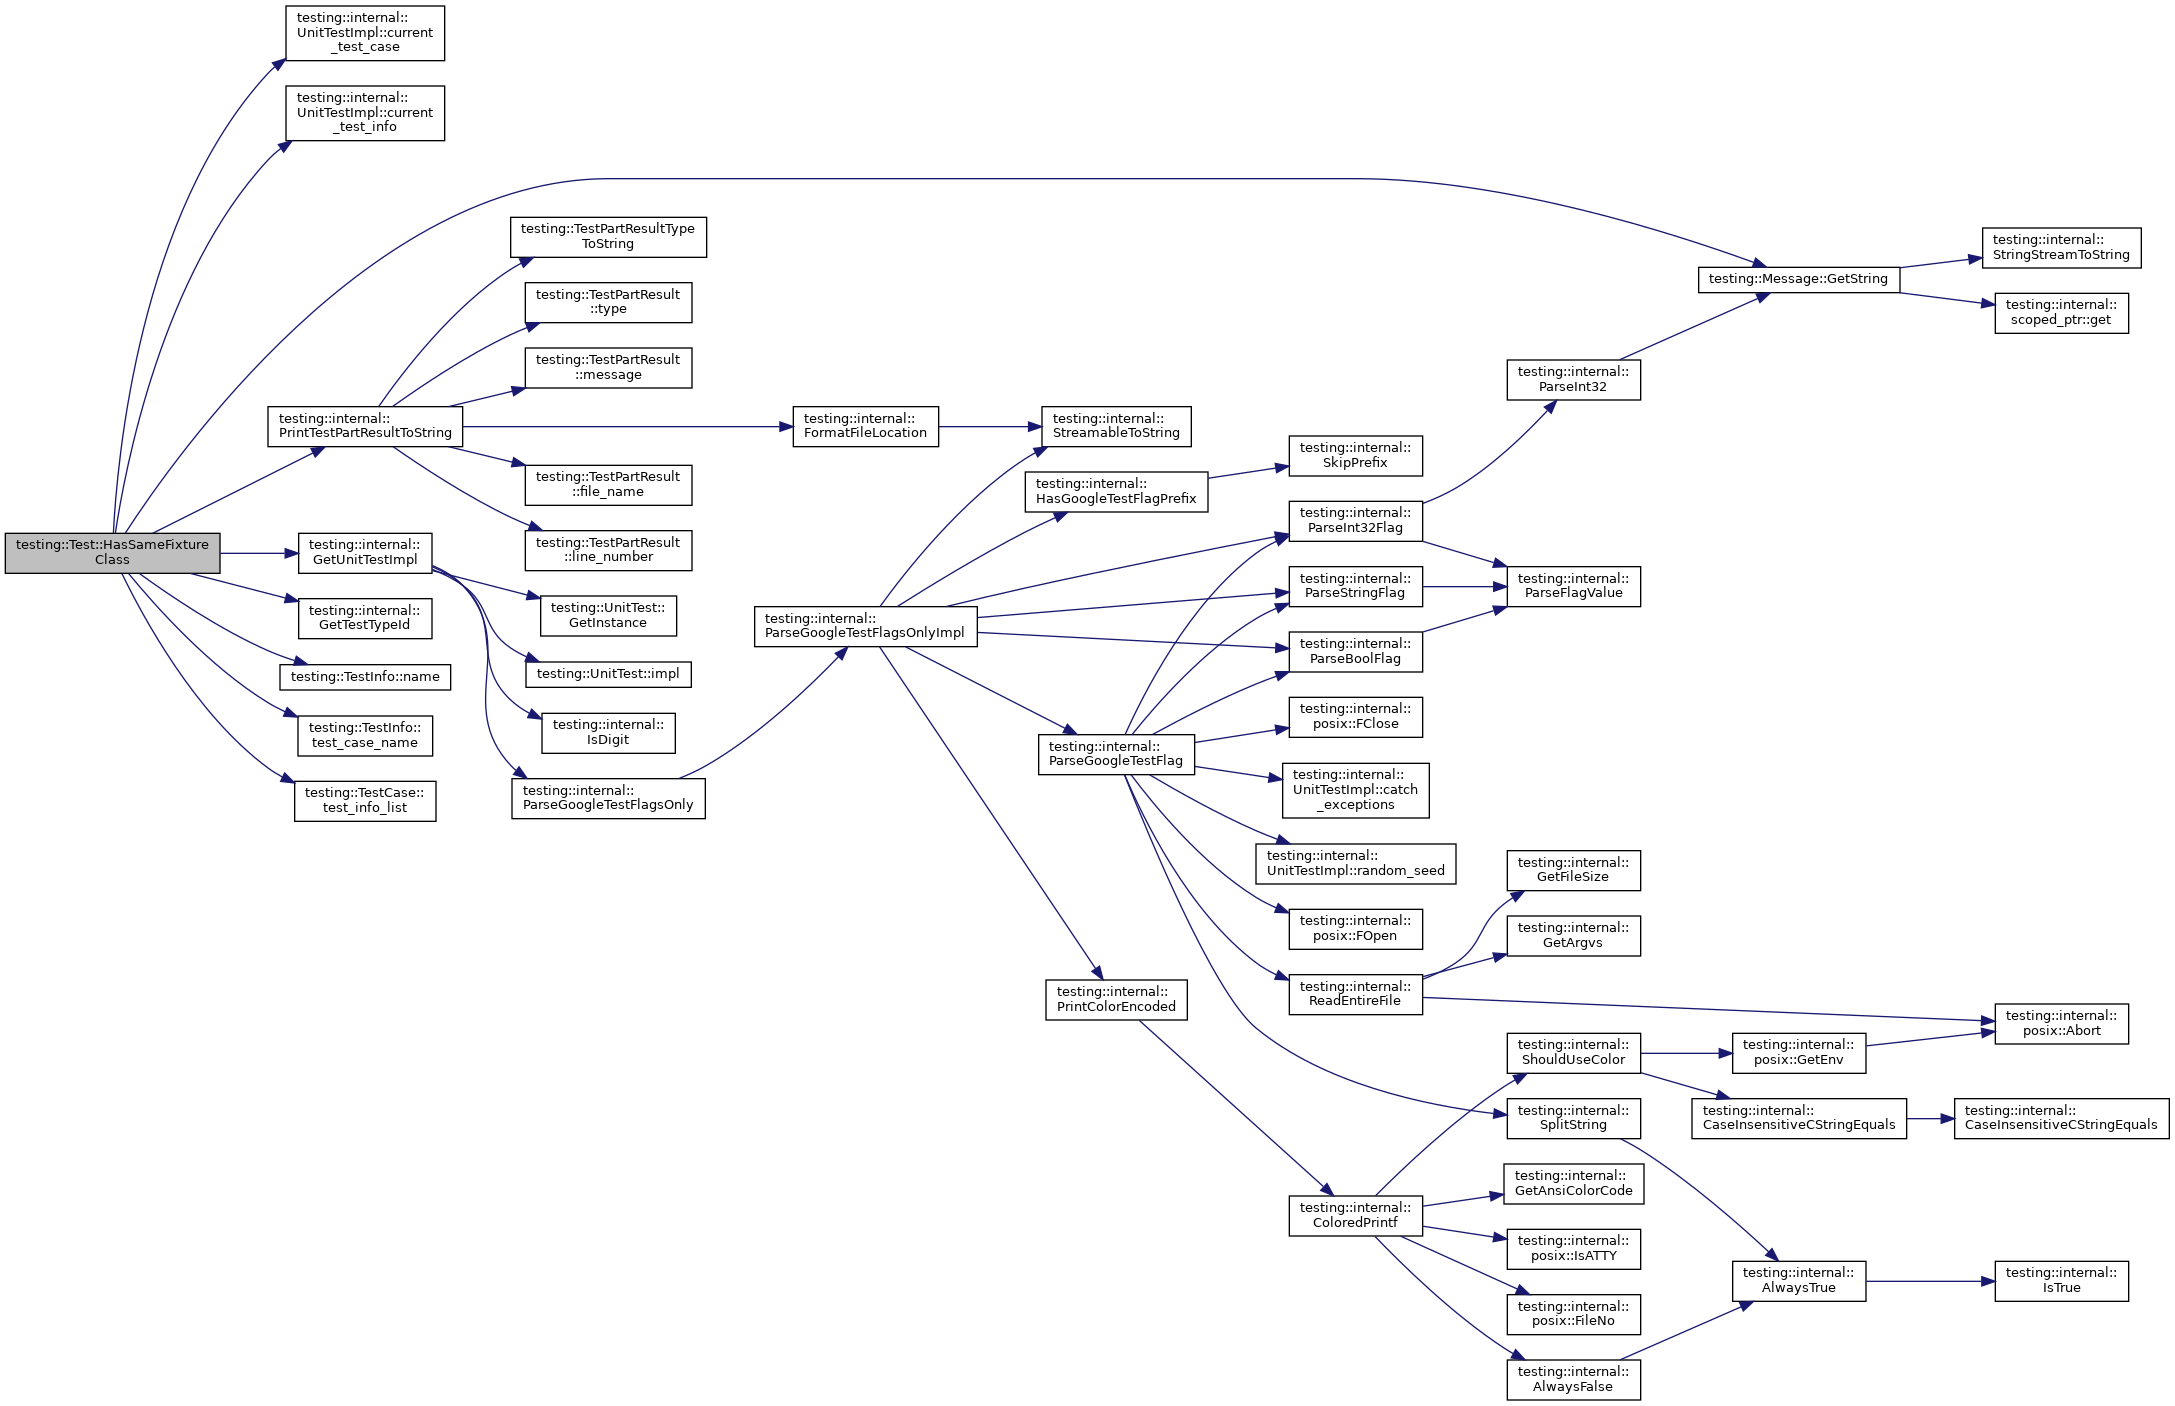 testing::internal::
UnitTestImpl::current
_test_case
testing::internal::
UnitTestImpl::current
_test_info
testing::TestPartResultType
ToString
testing::TestPartResult
::type
testing::TestPartResult
::message
testing::internal::
PrintTestPartResultToString
testing::TestPartResult
::file_name
testing::TestPartResult
::line_number
testing::Test::HasSameFixture
Class
testing::internal::
GetUnitTestImpl
testing::internal::
GetTestTypeId
testing::TestInfo::name
testing::TestInfo::
test_case_name
testing::TestCase::
test_info_list
testing::UnitTest::
GetInstance
testing::UnitTest::impl
testing::internal::
IsDigit
testing::internal::
ParseGoogleTestFlagsOnly
testing::internal::
FormatFileLocation
testing::internal::
ParseGoogleTestFlagsOnlyImpl
testing::internal::
StreamableToString
testing::internal::
HasGoogleTestFlagPrefix
testing::internal::
ParseGoogleTestFlag
testing::internal::
PrintColorEncoded
testing::internal::
SkipPrefix
testing::internal::
ParseInt32Flag
testing::internal::
ParseStringFlag
testing::internal::
ParseBoolFlag
testing::internal::
posix::FClose
testing::internal::
UnitTestImpl::catch
_exceptions
testing::internal::
UnitTestImpl::random_seed
testing::internal::
posix::FOpen
testing::internal::
ReadEntireFile
testing::internal::
ColoredPrintf
testing::internal::
ParseInt32
testing::internal::
ParseFlagValue
testing::internal::
GetFileSize
testing::internal::
GetArgvs
testing::internal::
ShouldUseColor
testing::internal::
SplitString
testing::internal::
GetAnsiColorCode
testing::internal::
posix::IsATTY
testing::internal::
posix::FileNo
testing::internal::
AlwaysFalse
testing::Message::GetString
testing::internal::
posix::GetEnv
testing::internal::
CaseInsensitiveCStringEquals
testing::internal::
AlwaysTrue
testing::internal::
StringStreamToString
testing::internal::
scoped_ptr::get
testing::internal::
posix::Abort
testing::internal::
CaseInsensitiveCStringEquals
testing::internal::
IsTrue